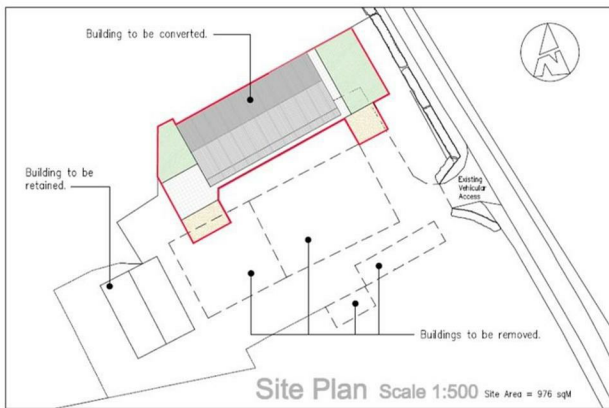 Building to be converted.
N
Building to be
retained.
Existing
Vehicular
Access
Buildings to be removed.
Site Plan Scale 1:500 Site Area = 976 sqM